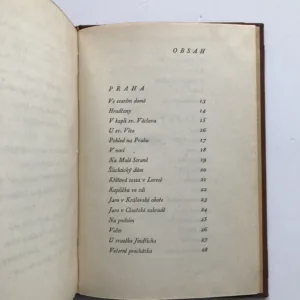 OBSAH
PRAHA
Ve starém domě 13
Hradčany 14
V kapli sv. Václava 15
U sv. Víta 16
Pohled na Prahu 17
V noci 18
Na Malé Straně 19
Šlechtický dům 20
Křížová cesta v Loretě 21
Kaplička ve zdi 22
Jaro v Královské oboře 23
Jaro v Chotkově zahradě 24
Na podzim 25
Večer 26
U svatého Jindřicha 27
Večerní procházka 28